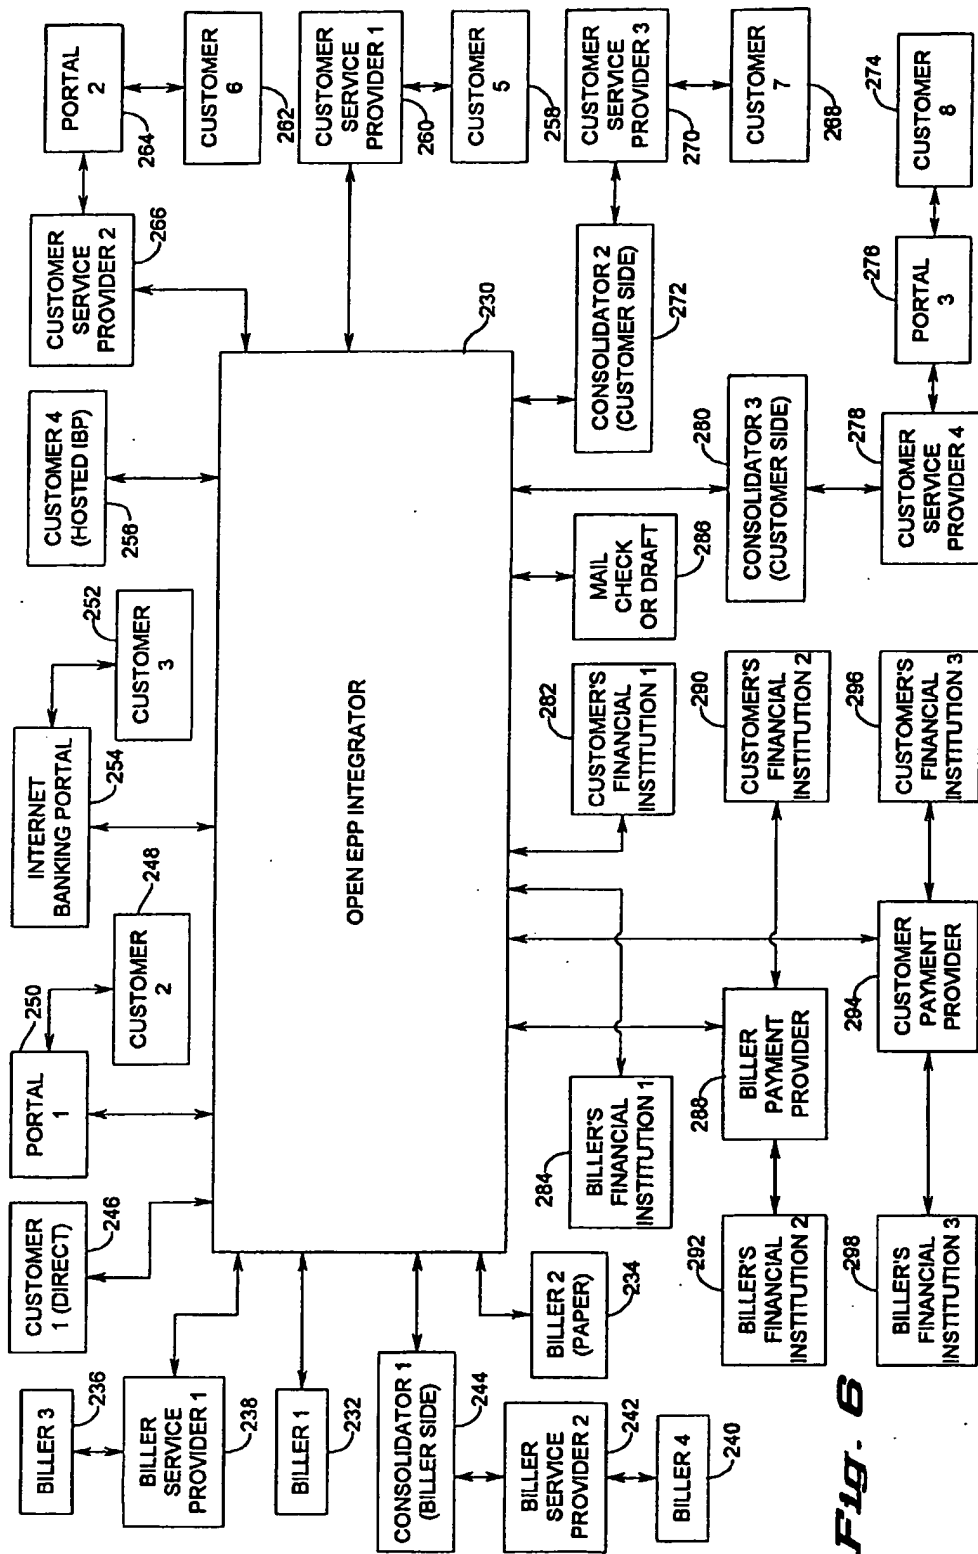 BILLER 3
236
BILLER
SERVICE
PROVIDER 1
238
BILLER 1
232
CONSOLIDATOR 1
(BILLER SIDE)
244
BILLER
SERVICE
PROVIDER 2
242
BILLER 4
240
BILLER 2
(PAPER)
234
CUSTOMER
1 (DIRECT)
246
PORTAL
1
250
CUSTOMER
2
248
INTERNET
BANKING PORTAL
254
CUSTOMER
3
252
CUSTOMER 4
(HOSTED IBP)
256
CUSTOMER
SERVICE
PROVIDER 2
266
PORTAL
2
264
CUSTOMER
6
262
CUSTOMER
SERVICE
PROVIDER 1
260
CUSTOMER
5
258
CUSTOMER
SERVICE
PROVIDER 3
270
CUSTOMER
7
268
CONSOLIDATOR 2
(CUSTOMER SIDE)
272
OPEN EPP INTEGRATOR
230
CONSOLIDATOR 3
(CUSTOMER SIDE)
280
CUSTOMER
SERVICE
PROVIDER 4
278
PORTAL
3
276
CUSTOMER
8
274
MAIL
CHECK
OR DRAFT
286
CUSTOMER'S
FINANCIAL
INSTITUTION 1
282
BILLER'S
FINANCIAL
INSTITUTION 1
284
BILLER
PAYMENT
PROVIDER
288
CUSTOMER'S
FINANCIAL
INSTITUTION 2
290
BILLER'S
FINANCIAL
INSTITUTION 2
292
CUSTOMER
PAYMENT
PROVIDER
294
CUSTOMER'S
FINANCIAL
INSTITUTION 3
296
BILLER'S
FINANCIAL
INSTITUTION 3
298
Fig. 6